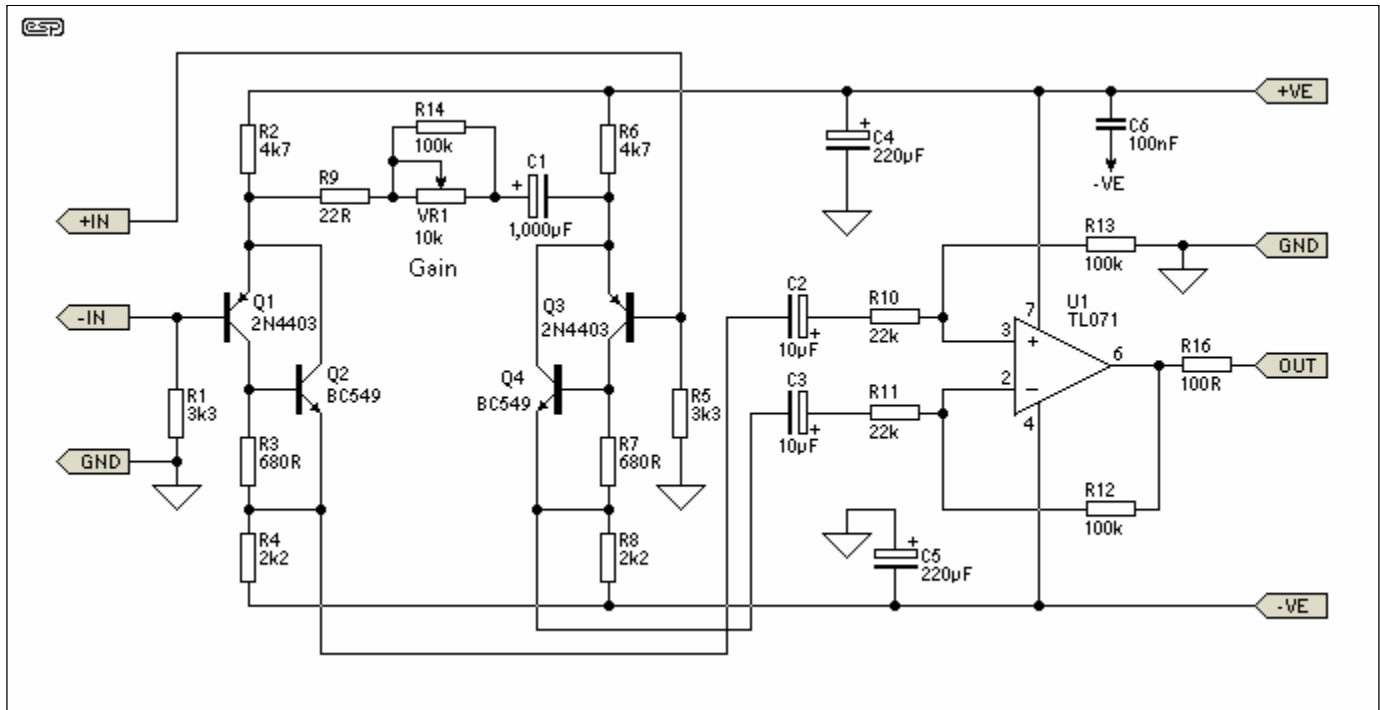 esp
+VE
R14
100k
R2
4k7
R6
4k7
C1
+
1,000µF
C4
+
220µF
C6
100nF
-VE
R9
22R
VR1
10k
Gain
+IN
R13
100k
GND
-IN
Q1
2N4403
Q3
2N4403
C2
+
10µF
R10
22k
U1
TL071
7
3
+
6
2
−
4
R16
100R
OUT
Q2
BC549
Q4
BC549
R1
3k3
R5
3k3
C3
+
10µF
R11
22k
GND
R3
680R
R7
680R
R12
100k
R4
2k2
R8
2k2
C5
+
220µF
-VE